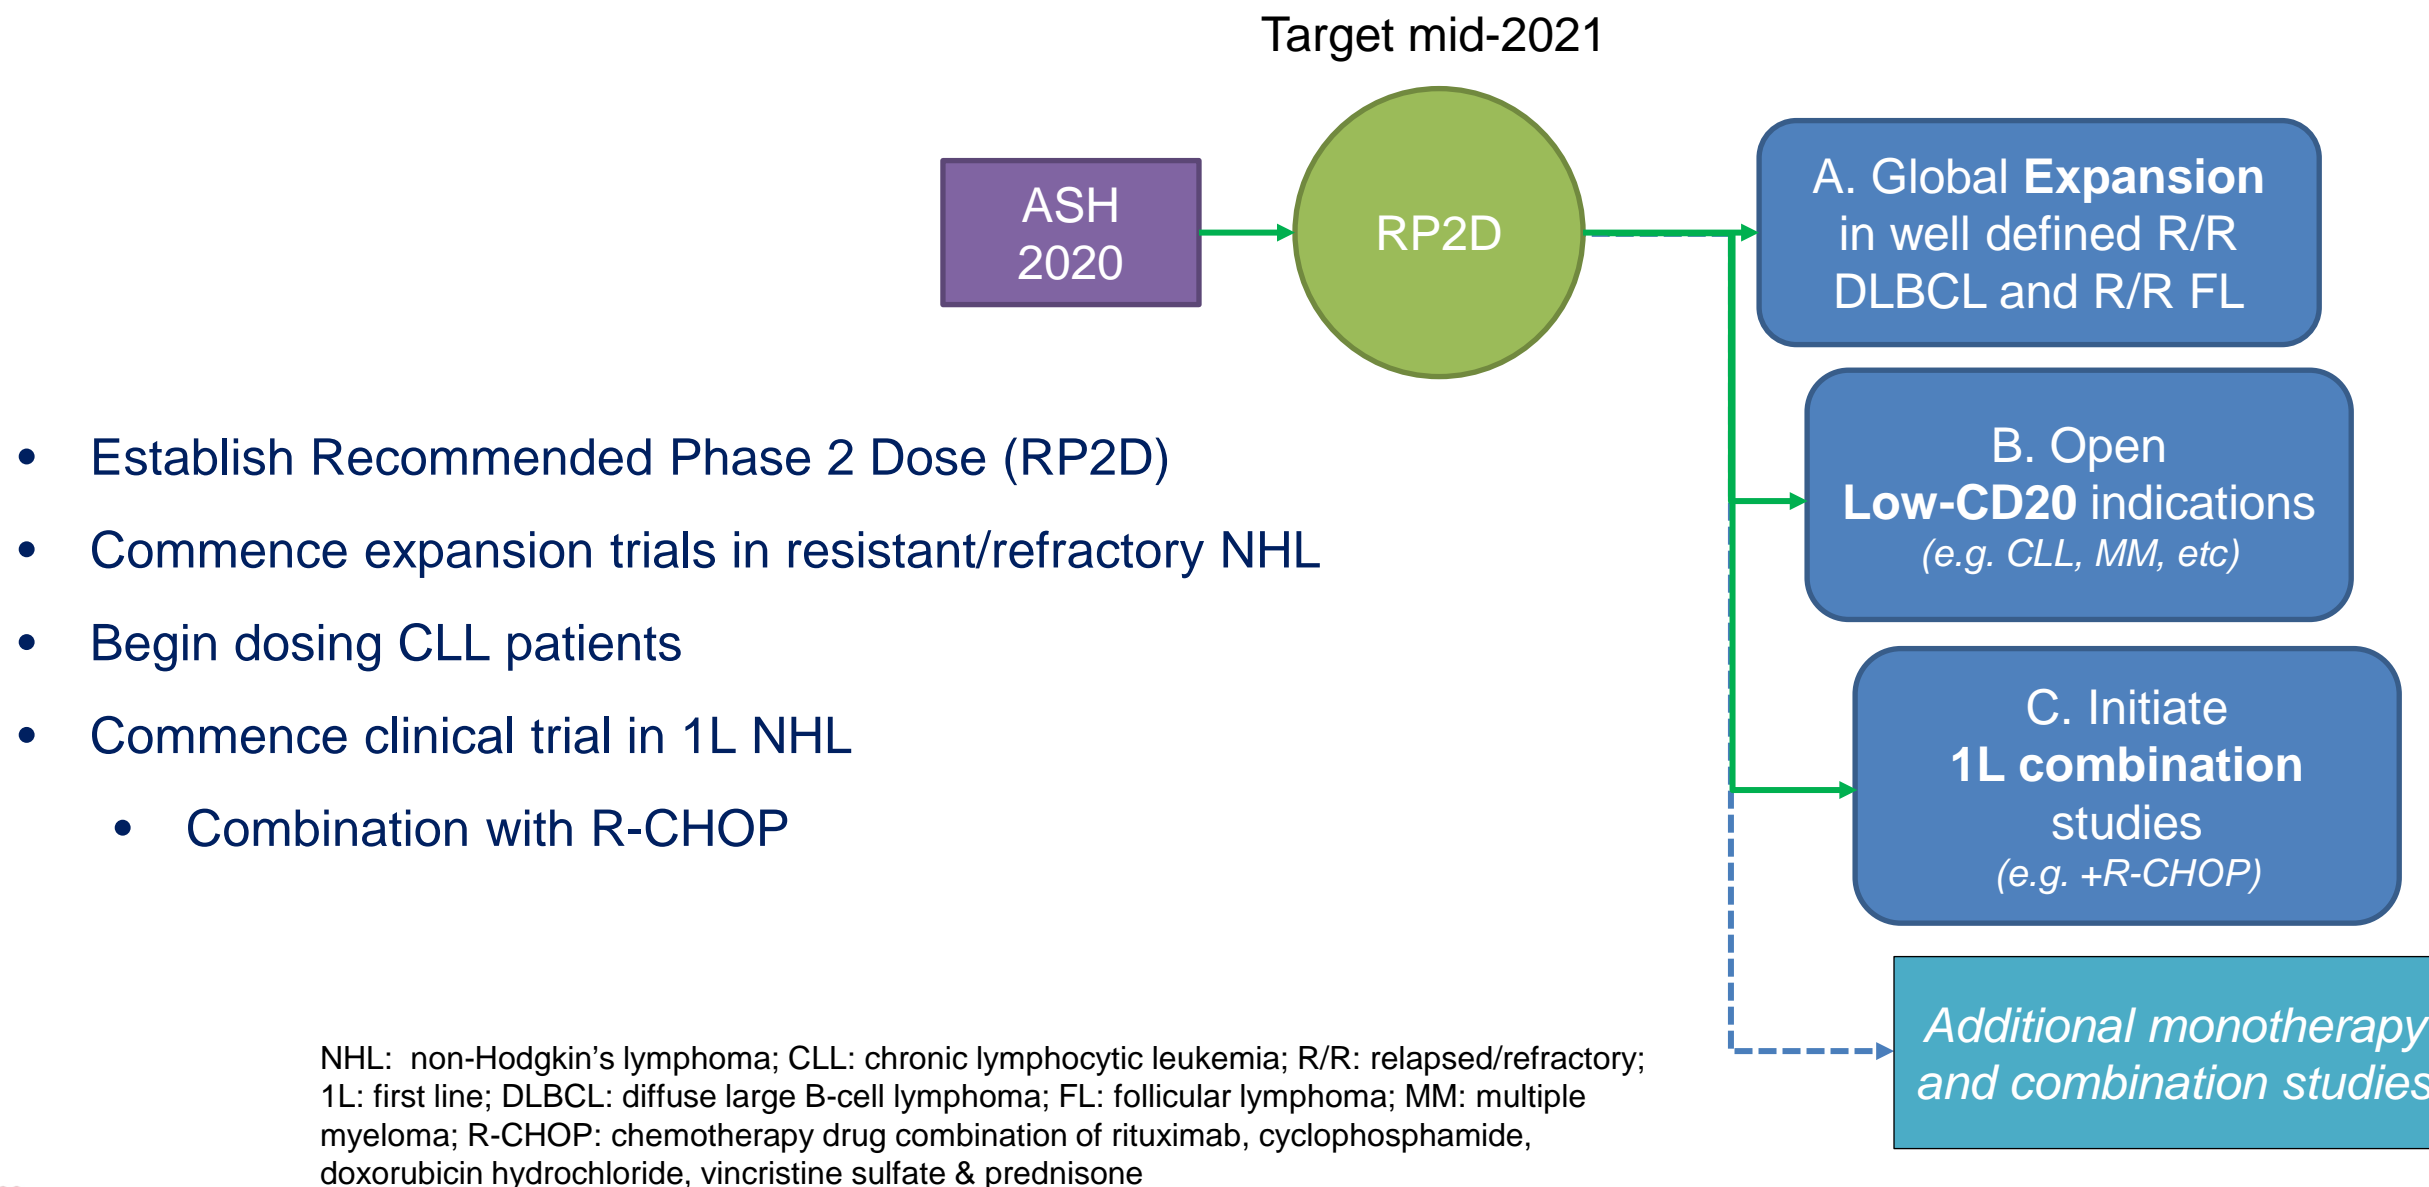 Target mid-2021
ASH
2020
RP2D
A. Global Expansion
in well defined R/R
DLBCL and R/R FL
B. Open
Low-CD20 indications
(e.g. CLL, MM, etc)
C. Initiate
1L combination
studies
(e.g. +R-CHOP)
Additional monotherapy
and combination studies
• Establish Recommended Phase 2 Dose (RP2D)
• Commence expansion trials in resistant/refractory NHL
• Begin dosing CLL patients
• Commence clinical trial in 1L NHL
• Combination with R-CHOP
NHL: non-Hodgkin's lymphoma; CLL: chronic lymphocytic leukemia; R/R: relapsed/refractory;
1L: first line; DLBCL: diffuse large B-cell lymphoma; FL: follicular lymphoma; MM: multiple
myeloma; R-CHOP: chemotherapy drug combination of rituximab, cyclophosphamide,
doxorubicin hydrochloride, vincristine sulfate & prednisone